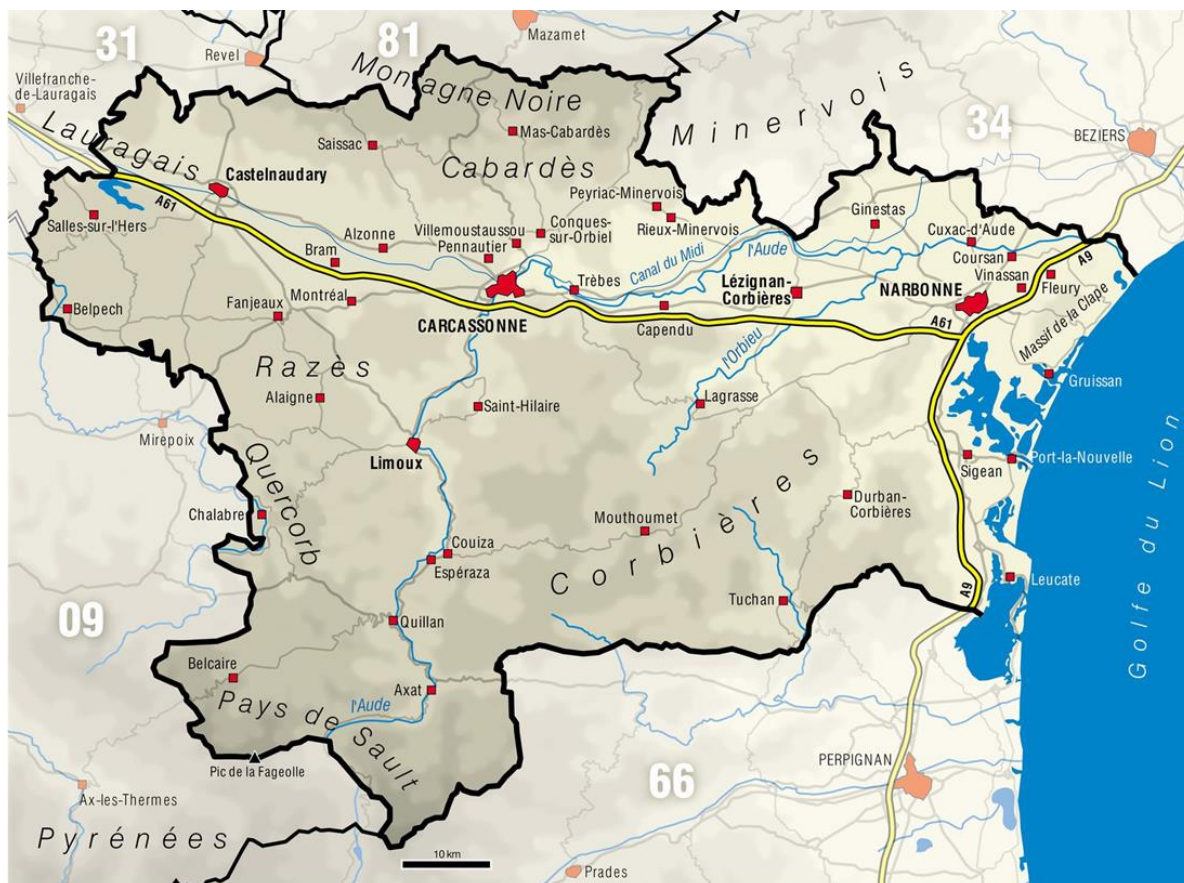 31
81
Mazamet
Revel
Villefranche-
de-Lauragais
Montagne Noire
Minervois
34
BEZIERS
Lauragais
Saissac
Mas-Cabardès
Castelnaudary
Cabardès
A61
Salles-sur-l'Hers
Peyriac-Minervois
Rieux-Minervois
Ginestas
Alzonne
Villemoustaussou
Pennautier
Conques-
sur-Orbiel
Cuxac-d'Aude
Coursan
Bram
Canal du Midi
l'Aude
A9
Vinassan
Fleury
Trèbes
Lézignan-
Corbières
NARBONNE
Belpech
Fanjeaux
Montréal
CARCASSONNE
Capendu
A61
Massif de la Clape
l'Orbieu
Razès
Gruissan
Alaigne
Saint-Hilaire
Lagrasse
Mirepoix
Limoux
Quercorb
Sigean
Port-la-Nouvelle
Chalabre
Durban-
Corbières
Mouthoumet
Corbières
Couiza
Espéraza
Leucate
A9
Tuchan
09
Quillan
Golfe du Lion
Belcaire
Axat
Pays de
Sault
l'Aude
Pic de la Fageolle
66
PERPIGNAN
Ax-les-Thermes
Pyrénées
10 km
Prades